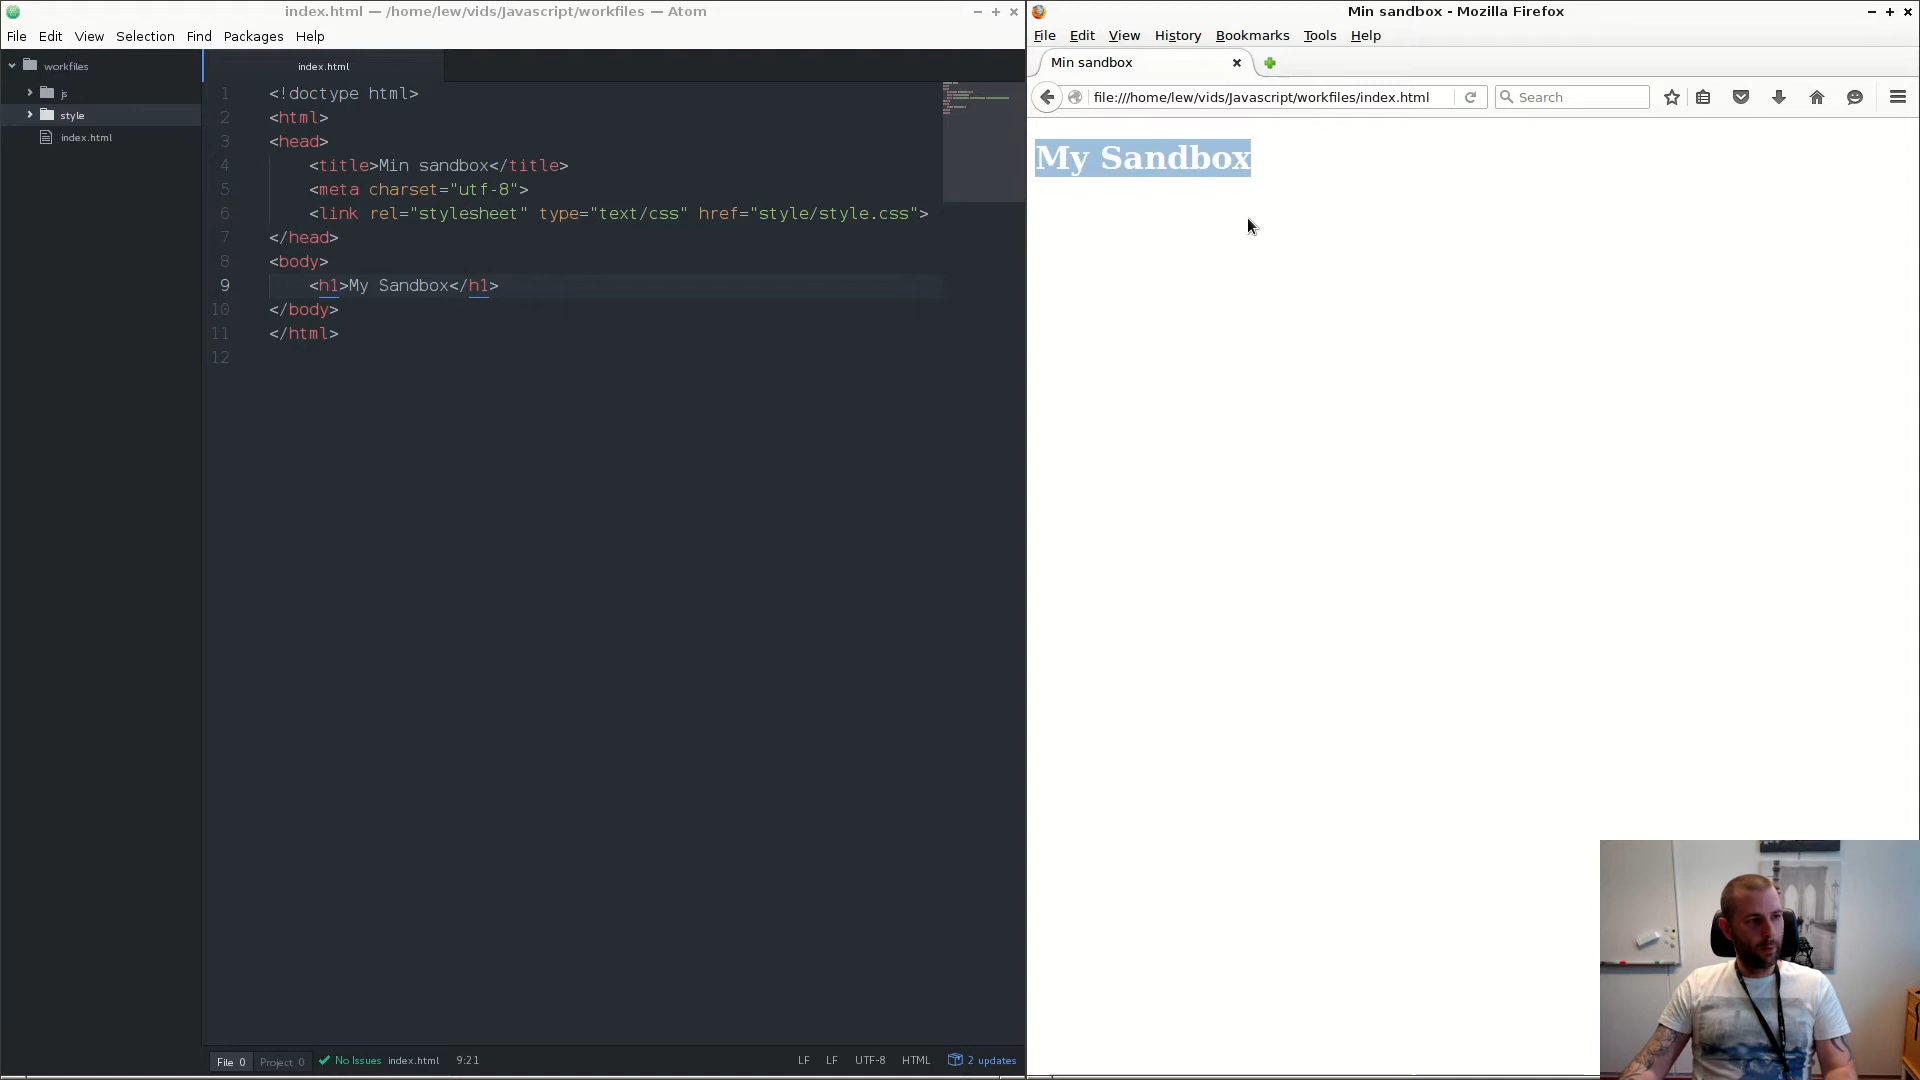 index.html — /home/lew/vids/Javascript/workfiles — Atom
File Edit View Selection Find Packages Help
workfiles
js
style
index.html
index.html
1 <!doctype html>
2 <html>
3 <head>
4 <title>Min sandbox</title>
5 <meta charset="utf-8">
6 <link rel="stylesheet" type="text/css" href="style/style.css">
7 </head>
8 <body>
9 <h1>My Sandbox</h1>
10 </body>
11 </html>
12
File 0 Project 0 No Issues index.html 9:21 LF LF UTF-8 HTML 2 updates
Min sandbox - Mozilla Firefox
File Edit View History Bookmarks Tools Help
Min sandbox
file:///home/lew/vids/Javascript/workfiles/index.html Search
My Sandbox